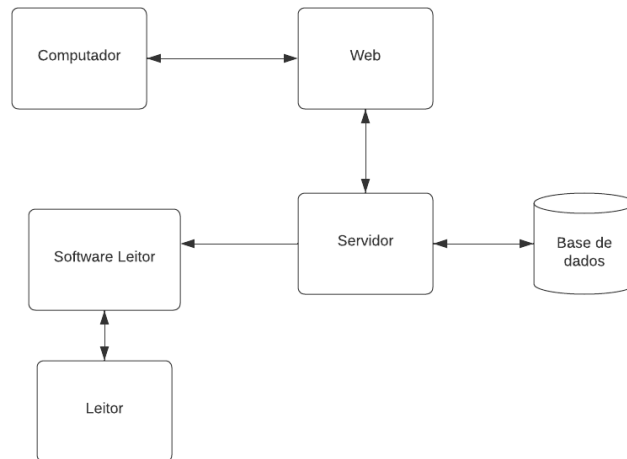 Computador
Web
Software Leitor
Servidor
Base de
dados
Leitor